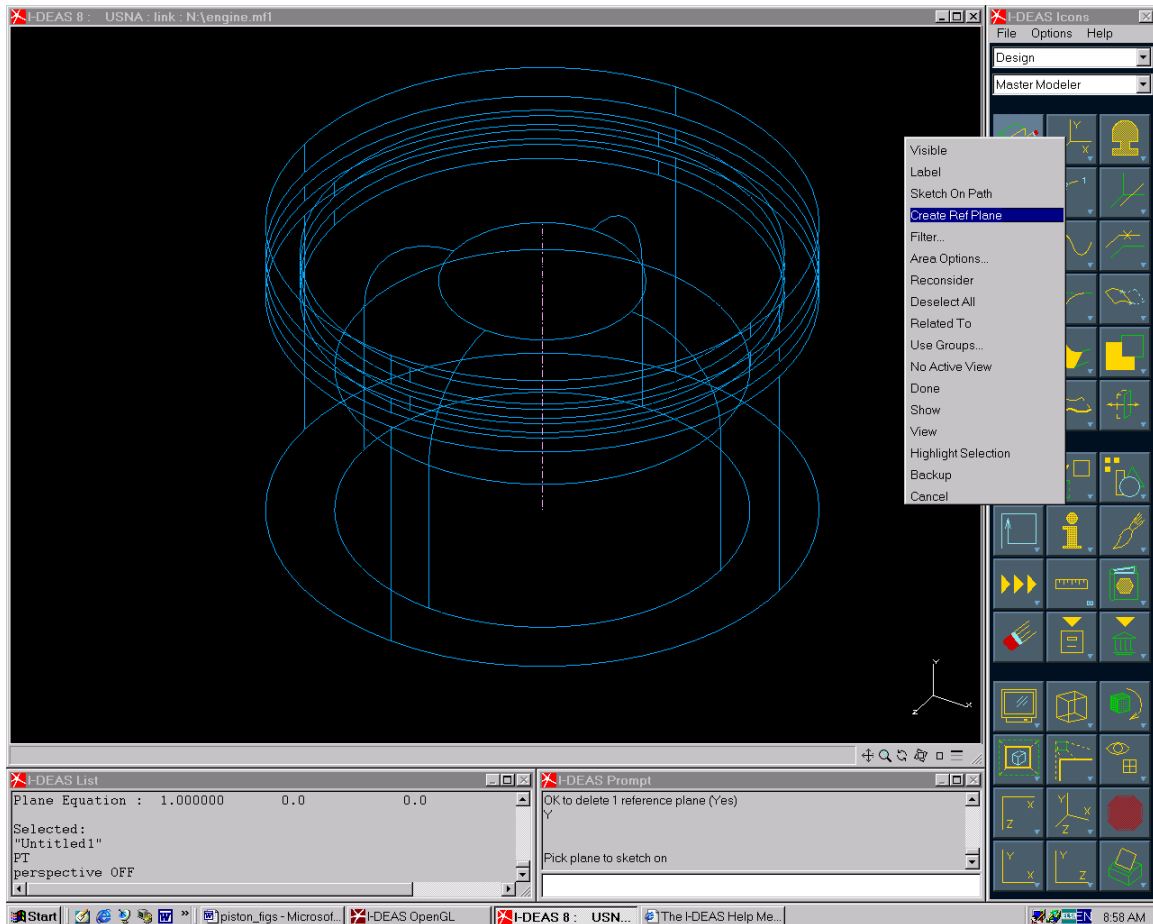 I-DEAS 8 : USNA : link : N:\engine.mf1
I-DEAS Icons
File Options Help
Design
Master Modeler
Visible
Label
Sketch On Path
Create Ref Plane
Filter...
Area Options...
Reconsider
Deselect All
Related To
Use Groups...
No Active View
Done
Show
View
Highlight Selection
Backup
Cancel
Y
X
Z
I-DEAS List
Plane Equation : 1.000000 0.0 0.0
Selected:
"Untitled1"
PT
perspective OFF
I-DEAS Prompt
OK to delete 1 reference plane (Yes)
Y
Pick plane to sketch on
Start
piston_figs - Microsof...
I-DEAS OpenGL
I-DEAS 8 : USN...
The I-DEAS Help Me...
EN 8:58 AM